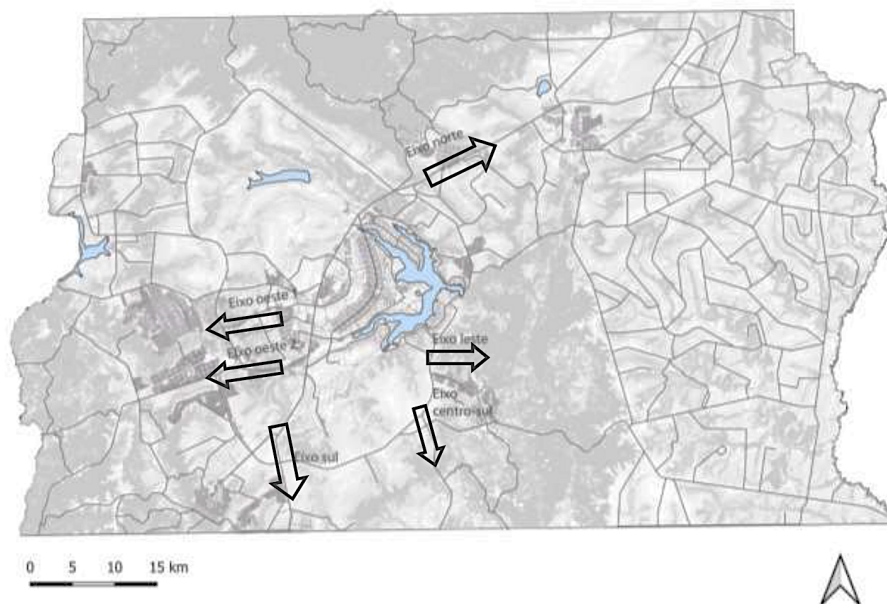 Eixo norte
Eixo oeste 1
Eixo oeste 2
Eixo leste
Eixo
centro-sul
Eixo sul
0 5 10 15 km